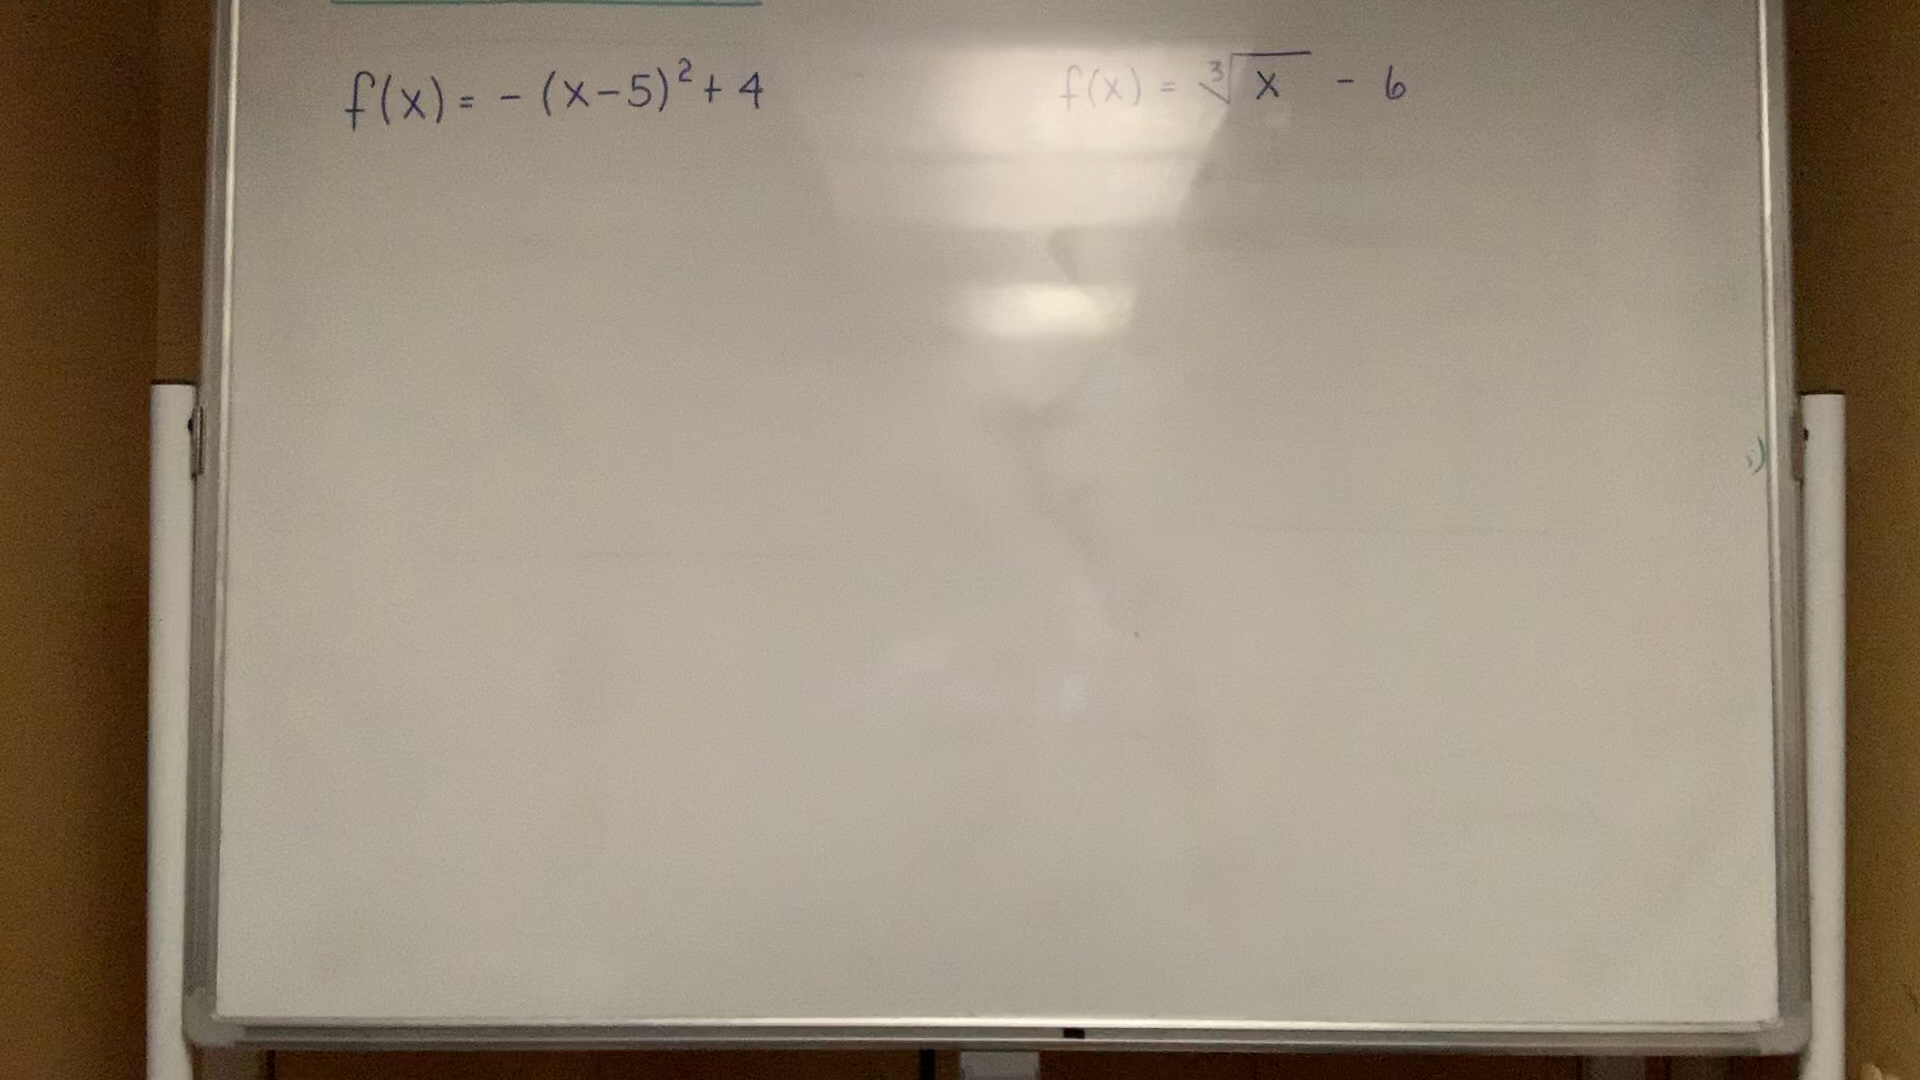 f(x) = - (x-5)² + 4
f(x) = ∛x - 6